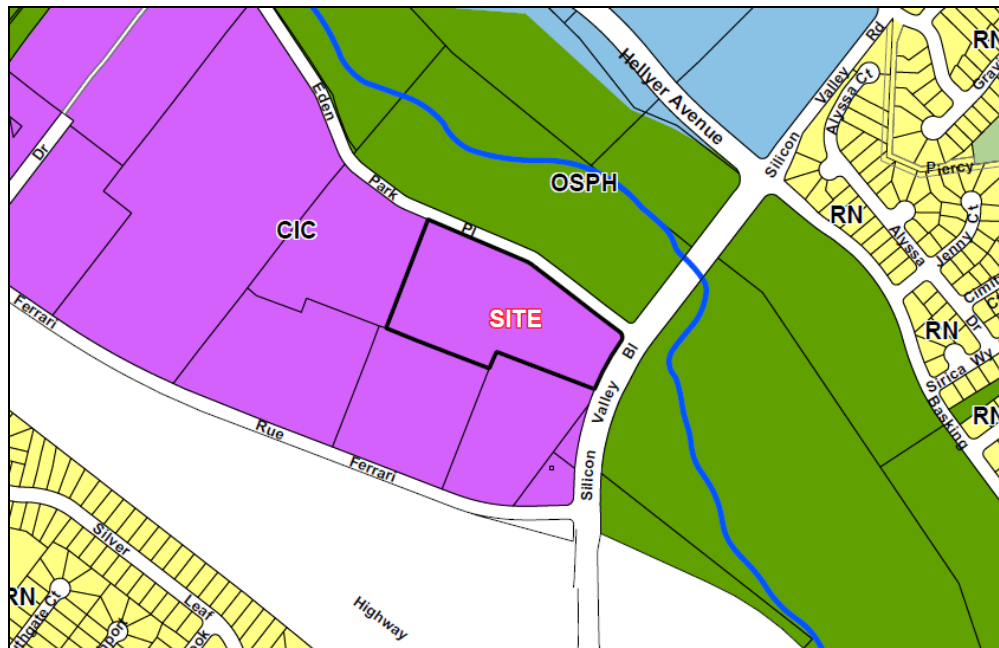 Hellyer Avenue
Silicon
Valley
Rd
Alyssa Ct
RN
Piercy
Eden
Park
Pl
OSPH
Dr
CIC
RN
Alyssa
Jenny Ct
SITE
Ferrari
Silicon
Valley
Bl
RN
Dr
Sirica Wy
Basking
RN
Rue
Ferrari
Silver
Leaf
Highway
RN